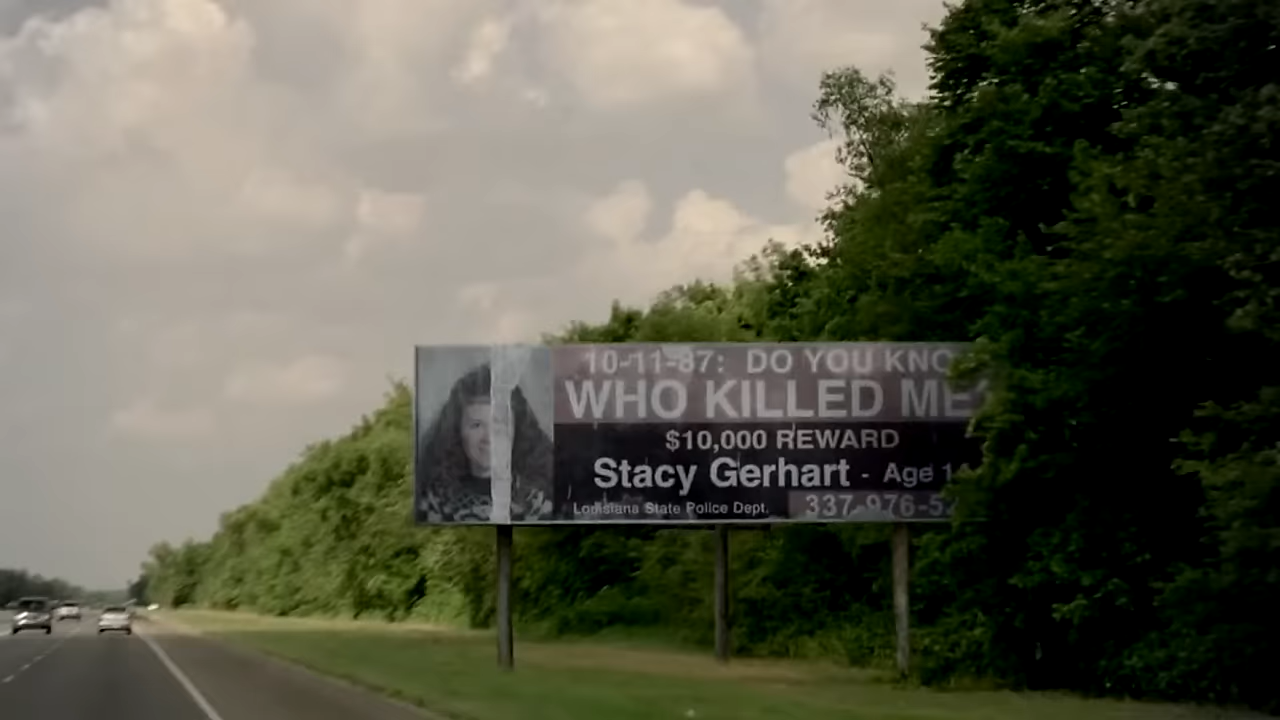 10-11-87: DO YOU KNO
WHO KILLED ME
$10,000 REWARD
Stacy Gerhart - Age 1
Louisiana State Police Dept.
337-976-5